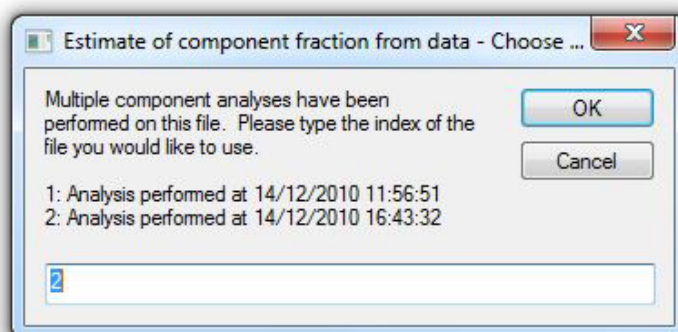 Estimate of component fraction from data - Choose ...
Multiple component analyses have been
performed on this file. Please type the index of the
file you would like to use.
OK
Cancel
1: Analysis performed at 14/12/2010 11:56:51
2: Analysis performed at 14/12/2010 16:43:32
2